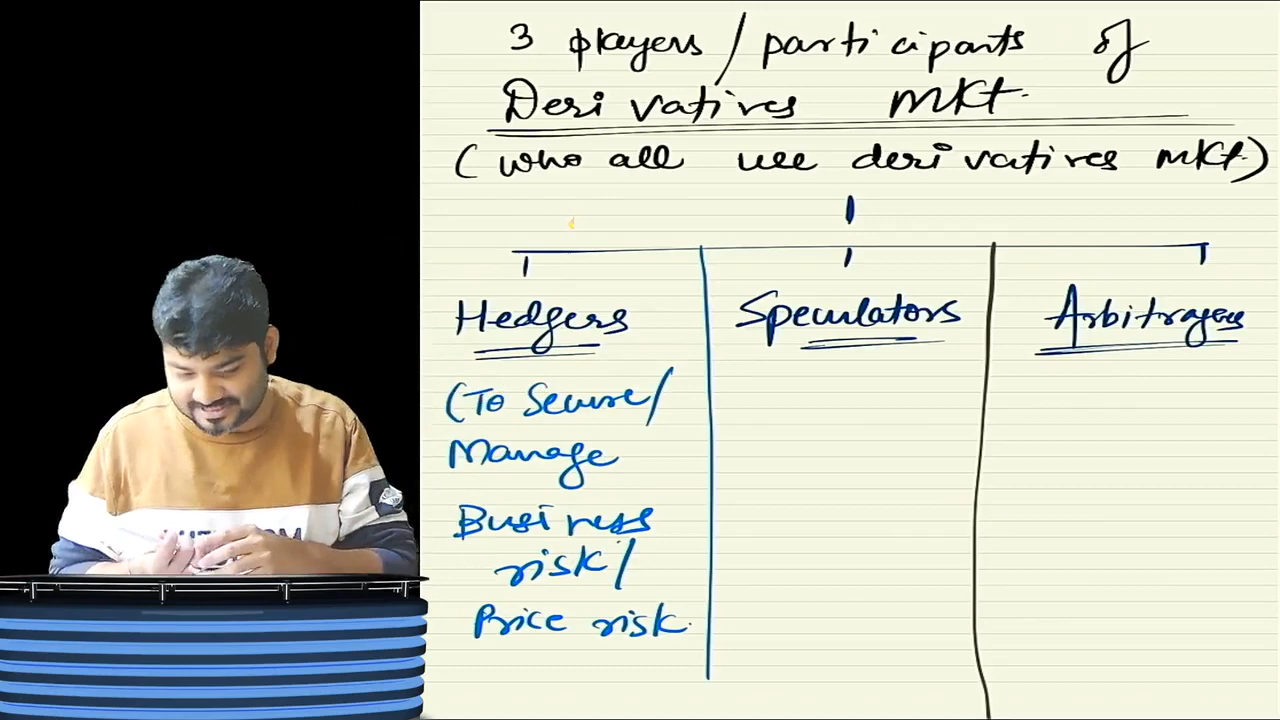 3 players/participants of
Derivatives MKt.
(who all use derivatives MKt.)
Hedgers
Speculators
Arbitragers
(To Secure/
Manage
Business
risk/
Price risk.